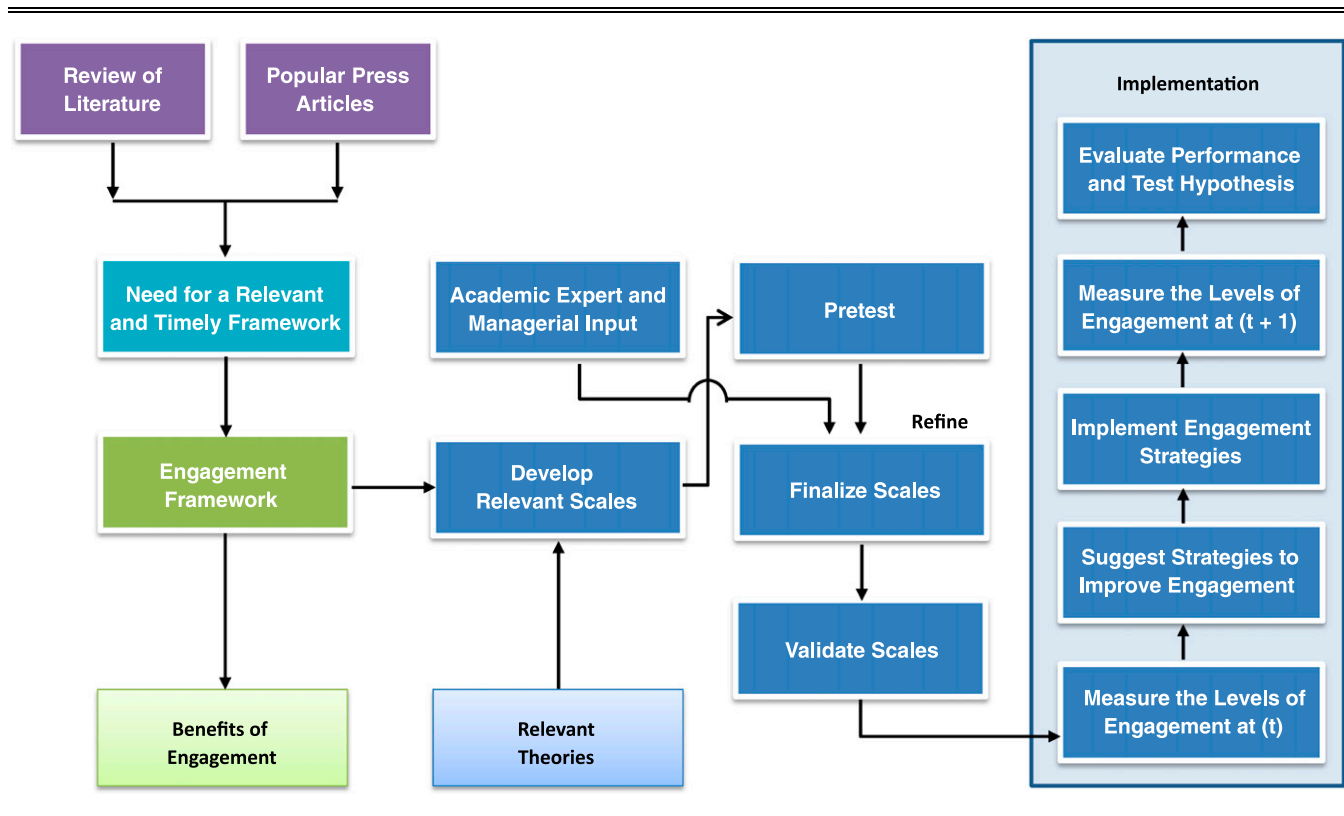 Review of
Literature
Popular Press
Articles
Need for a Relevant
and Timely Framework
Engagement
Framework
Benefits of
Engagement
Academic Expert and
Managerial Input
Develop
Relevant Scales
Relevant
Theories
Pretest
Refine
Finalize Scales
Validate Scales
Implementation
Evaluate Performance
and Test Hypothesis
Measure the Levels of
Engagement at (t + 1)
Implement Engagement
Strategies
Suggest Strategies to
Improve Engagement
Measure the Levels of
Engagement at (t)